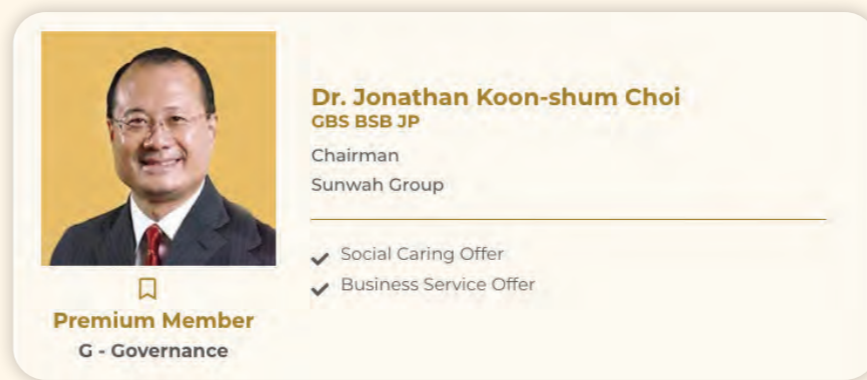 Dr. Jonathan Koon-shum Choi
GBS BSB JP
Chairman
Sunwah Group
Social Caring Offer
Business Service Offer
Premium Member
G - Governance